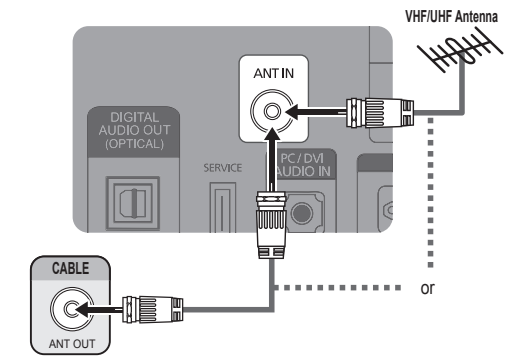 VHF/UHF Antenna
ANT IN
DIGITAL
AUDIO OUT
(OPTICAL)
SERVICE
PC / DVI
AUDIO IN
CABLE
ANT OUT
or